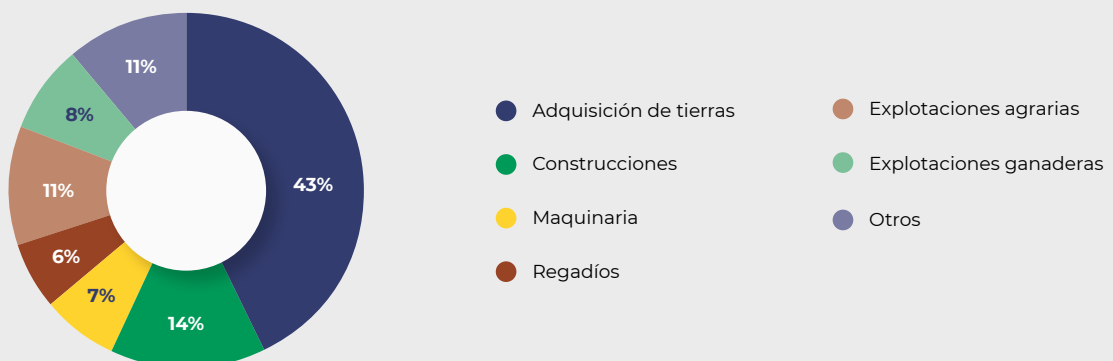 11%
8%
11%
43%
6%
7%
14%
Adquisición de tierras
Construcciones
Maquinaria
Regadíos
Explotaciones agrarias
Explotaciones ganaderas
Otros